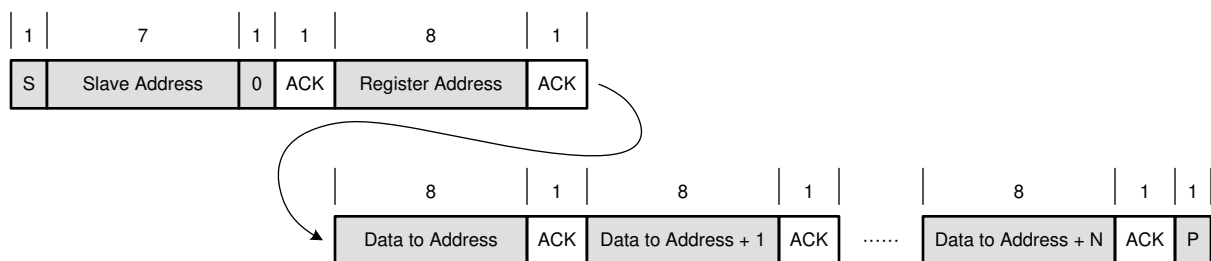 1 7 1 1 8 1
S Slave Address 0 ACK Register Address ACK
8 1 8 1 8 1 1
Data to Address ACK Data to Address + 1 ACK ...... Data to Address + N ACK P